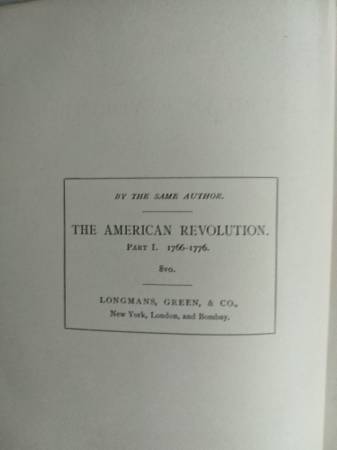 BY THE SAME AUTHOR.
THE AMERICAN REVOLUTION.
PART I. 1766-1776.
8vo.
LONGMANS, GREEN, & CO.,
New York, London, and Bombay.